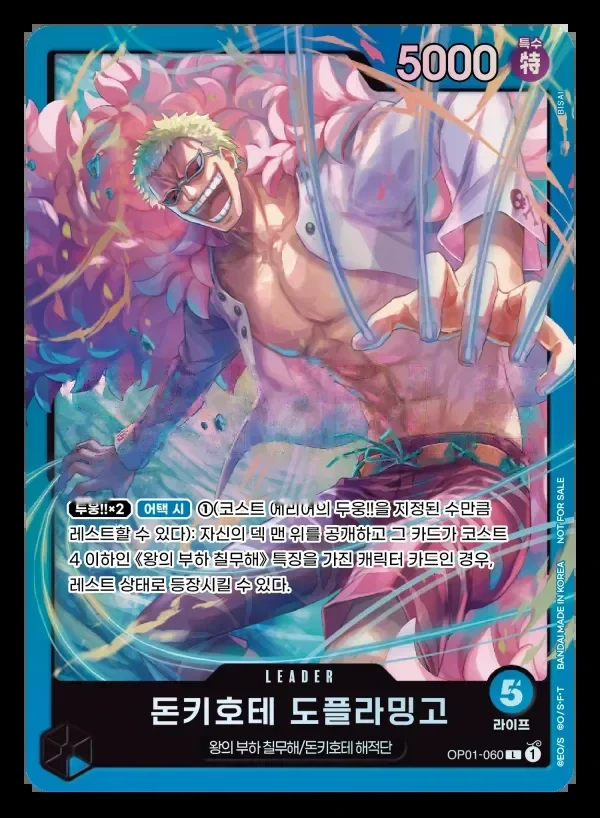 특수
5000 特
BISAI
두웅!!×2 어택 시 ①(코스트 에리어의 두웅!!을 지정된 수만큼
레스트할 수 있다): 자신의 덱 맨 위를 공개하고 그 카드가 코스트
4 이하인 《왕의 부하 칠무해》 특징을 가진 캐릭터 카드인 경우,
레스트 상태로 등장시킬 수 있다.
LEADER
돈키호테 도플라밍고
5
라이프
왕의 부하 칠무해/돈키호테 해적단
OP01-060 L 1
©EO/S ©O/S·F·T BANDAI MADE IN KOREA NOT FOR SALE